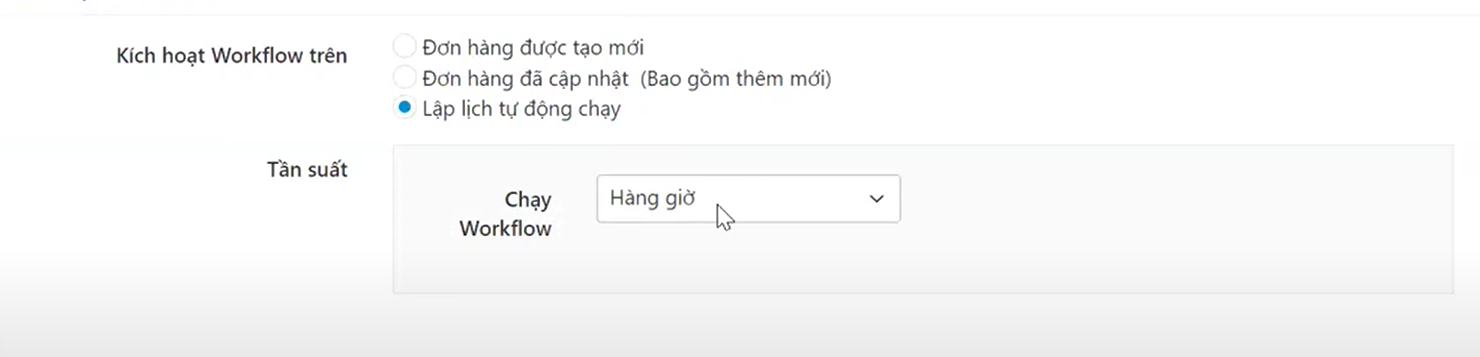 Kích hoạt Workflow trên
Đơn hàng được tạo mới
Đơn hàng đã cập nhật (Bao gồm thêm mới)
Lập lịch tự động chạy
Tần suất
Chạy
Workflow
Hàng giờ